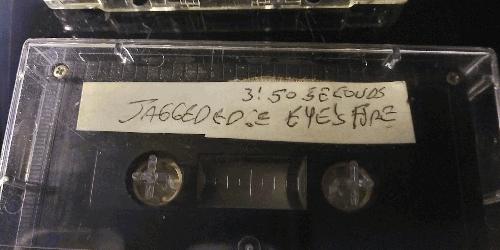 3:50 SECONDS
JAGGED EDGE EYES FIRE